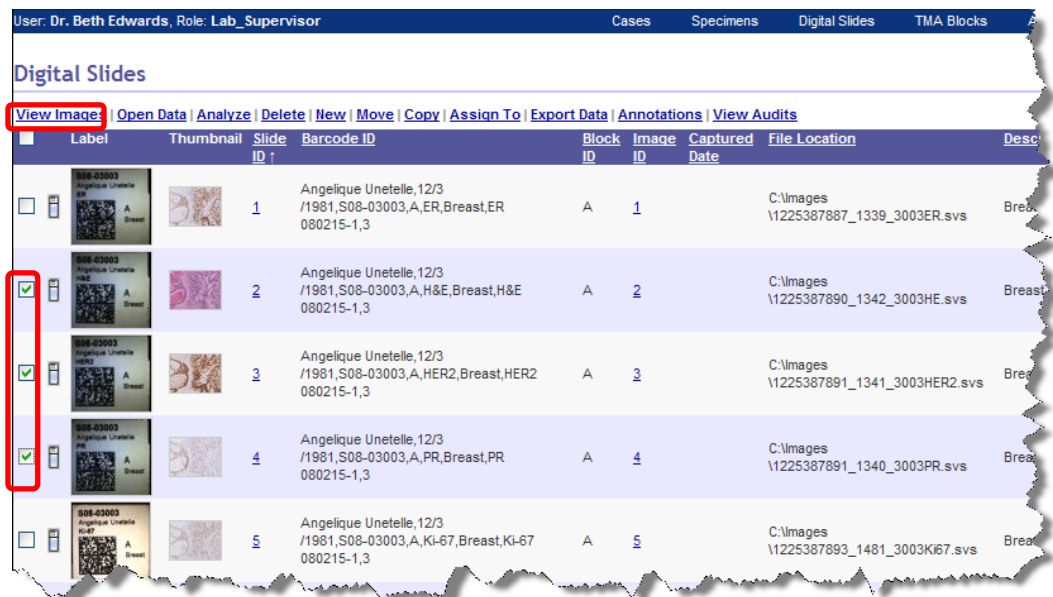 User: Dr. Beth Edwards, Role: Lab_Supervisor Cases Specimens Digital Slides TMA Blocks
Digital Slides
View Images | Open Data | Analyze | Delete | New | Move | Copy | Assign To | Export Data | Annotations | View Audits
Label Thumbnail Slide ID ↑ Barcode ID Block ID Image ID Captured Date File Location
S08-03003
Angelique Unetelle
ER
A
Breast
1
Angelique Unetelle,12/3
/1981,S08-03003,A,ER,Breast,ER
080215-1,3
A
1
C:\Images
\1225387887_1339_3003ER.svs
S08-03003
Angelique Unetelle
H&E
A
Breast
2
Angelique Unetelle,12/3
/1981,S08-03003,A,H&E,Breast,H&E
080215-1,3
A
2
C:\Images
\1225387890_1342_3003HE.svs
Breast
S08-03003
Angelique Unetelle
HER2
A
Breast
3
Angelique Unetelle,12/3
/1981,S08-03003,A,HER2,Breast,HER2
080215-1,3
A
3
C:\Images
\1225387891_1341_3003HER2.svs
S08-03003
Angelique Unetelle
PR
A
Breast
4
Angelique Unetelle,12/3
/1981,S08-03003,A,PR,Breast,PR
080215-1,3
A
4
C:\Images
\1225387891_1340_3003PR.svs
S08-03003
Angelique Unetelle
Ki-67
A
Breast
5
Angelique Unetelle,12/3
/1981,S08-03003,A,Ki-67,Breast,Ki-67
080215-1,3
A
5
C:\Images
\1225387893_1481_3003Ki67.svs